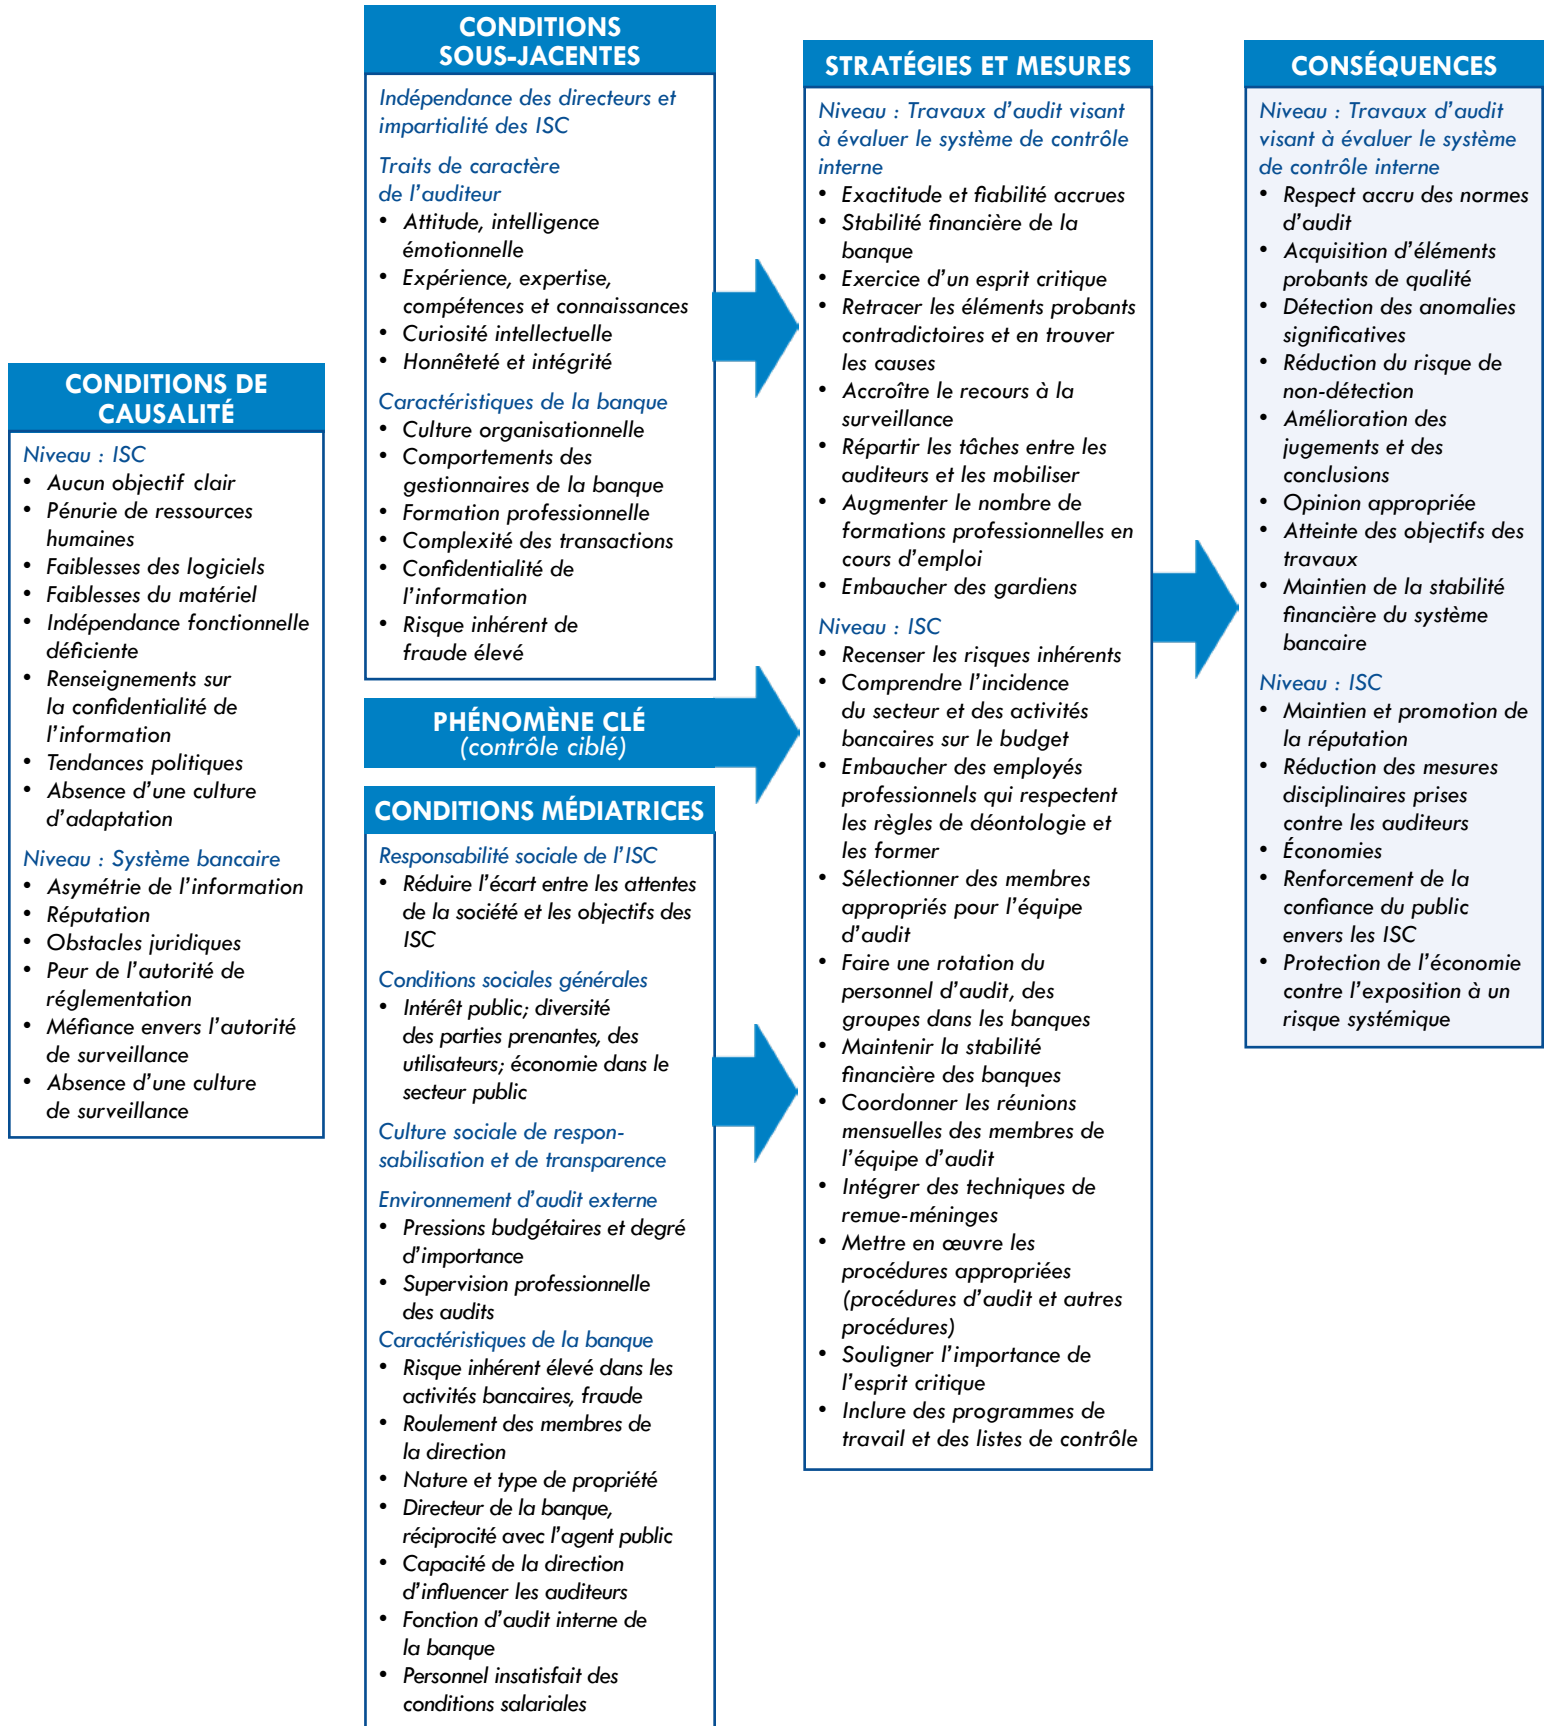 CONDITIONS DE
CAUSALITÉ
Niveau : ISC
• Aucun objectif clair
• Pénurie de ressources
humaines
• Faiblesses des logiciels
• Faiblesses du matériel
• Indépendance fonctionnelle
déficiente
• Renseignements sur
la confidentialité de
l'information
• Tendances politiques
• Absence d'une culture
d'adaptation
Niveau : Système bancaire
• Asymétrie de l'information
• Réputation
• Obstacles juridiques
• Peur de l'autorité de
réglementation
• Méfiance envers l'autorité
de surveillance
• Absence d'une culture
de surveillance
CONDITIONS
SOUS-JACENTES
Indépendance des directeurs et
impartialité des ISC
Traits de caractère
de l'auditeur
• Attitude, intelligence
émotionnelle
• Expérience, expertise,
compétences et connaissances
• Curiosité intellectuelle
• Honnêteté et intégrité
Caractéristiques de la banque
• Culture organisationnelle
• Comportements des
gestionnaires de la banque
• Formation professionnelle
• Complexité des transactions
• Confidentialité de
l'information
• Risque inhérent de
fraude élevé
PHÉNOMÈNE CLÉ
(contrôle ciblé)
CONDITIONS MÉDIATRICES
Responsabilité sociale de l'ISC
• Réduire l'écart entre les attentes
de la société et les objectifs des
ISC
Conditions sociales générales
• Intérêt public; diversité
des parties prenantes, des
utilisateurs; économie dans le
secteur public
Culture sociale de respon-
sabilisation et de transparence
Environnement d'audit externe
• Pressions budgétaires et degré
d'importance
• Supervision professionnelle
des audits
Caractéristiques de la banque
• Risque inhérent élevé dans les
activités bancaires, fraude
• Roulement des membres de
la direction
• Nature et type de propriété
• Directeur de la banque,
réciprocité avec l'agent public
• Capacité de la direction
d'influencer les auditeurs
• Fonction d'audit interne de
la banque
• Personnel insatisfait des
conditions salariales
STRATÉGIES ET MESURES
Niveau : Travaux d'audit visant
à évaluer le système de contrôle
interne
• Exactitude et fiabilité accrues
• Stabilité financière de la
banque
• Exercice d'un esprit critique
• Retracer les éléments probants
contradictoires et en trouver
les causes
• Accroître le recours à la
surveillance
• Répartir les tâches entre les
auditeurs et les mobiliser
• Augmenter le nombre de
formations professionnelles en
cours d'emploi
• Embaucher des gardiens
Niveau : ISC
• Recenser les risques inhérents
• Comprendre l'incidence
du secteur et des activités
bancaires sur le budget
• Embaucher des employés
professionnels qui respectent
les règles de déontologie et
les former
• Sélectionner des membres
appropriés pour l'équipe
d'audit
• Faire une rotation du
personnel d'audit, des
groupes dans les banques
• Maintenir la stabilité
financière des banques
• Coordonner les réunions
mensuelles des membres de
l'équipe d'audit
• Intégrer des techniques de
remue-méninges
• Mettre en œuvre les
procédures appropriées
(procédures d'audit et autres
procédures)
• Souligner l'importance de
l'esprit critique
• Inclure des programmes de
travail et des listes de contrôle
CONSÉQUENCES
Niveau : Travaux d'audit
visant à évaluer le système
de contrôle interne
• Respect accru des normes
d'audit
• Acquisition d'éléments
probants de qualité
• Détection des anomalies
significatives
• Réduction du risque de
non-détection
• Amélioration des
jugements et des
conclusions
• Opinion appropriée
• Atteinte des objectifs des
travaux
• Maintien de la stabilité
financière du système
bancaire
Niveau : ISC
• Maintien et promotion de
la réputation
• Réduction des mesures
disciplinaires prises
contre les auditeurs
• Économies
• Renforcement de la
confiance du public
envers les ISC
• Protection de l'économie
contre l'exposition à un
risque systémique